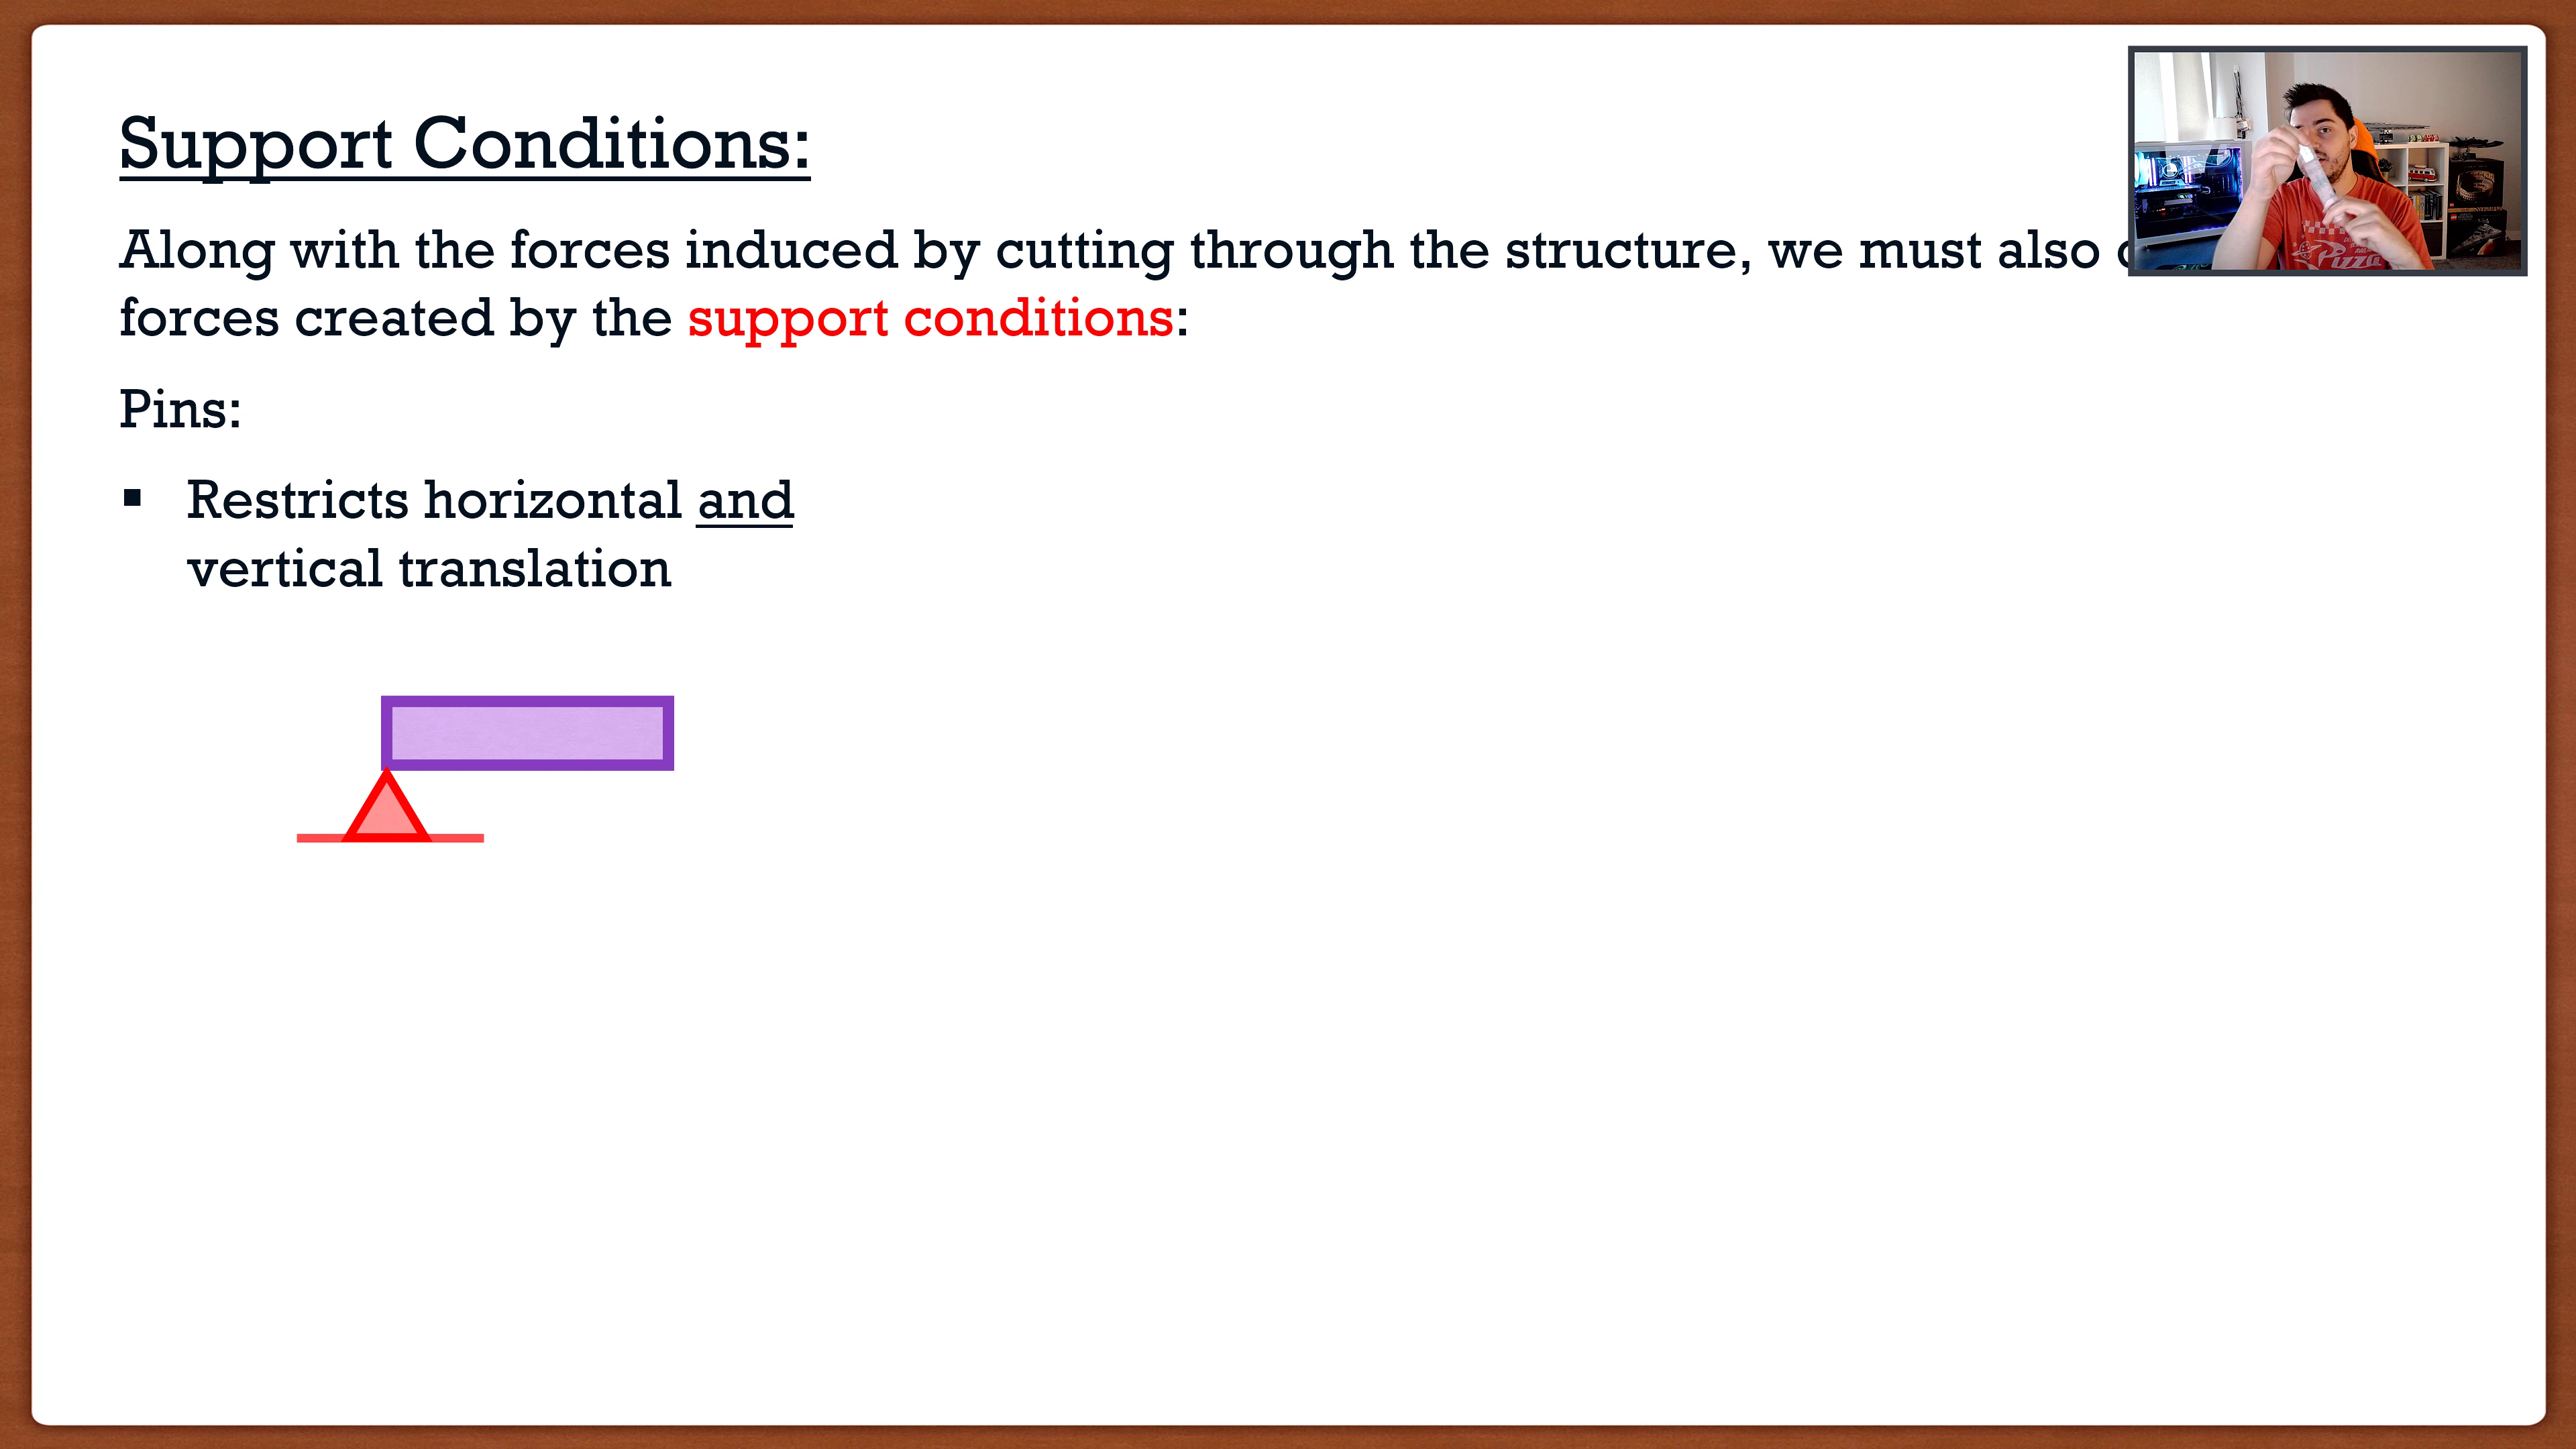 Support Conditions:
Along with the forces induced by cutting through the structure, we must also
forces created by the support conditions:
Pins:
▪ Restricts horizontal and
vertical translation
Pizza